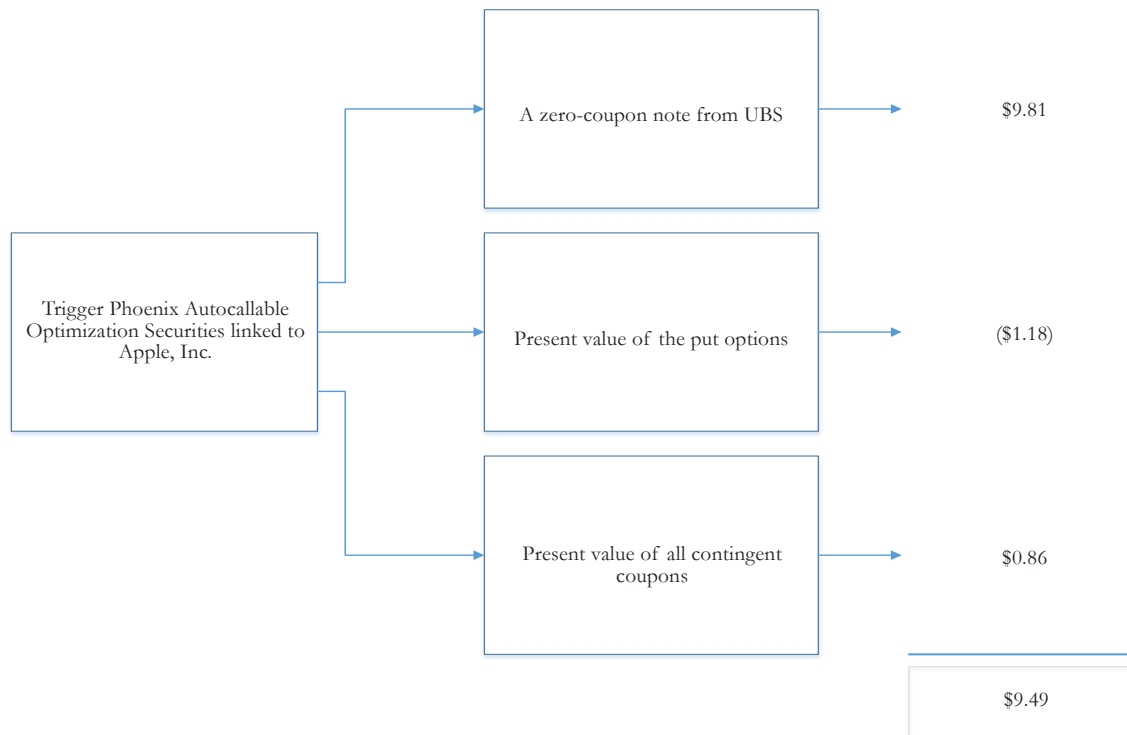 A zero-coupon note from UBS
$9.81
Trigger Phoenix Autocallable
Optimization Securities linked to
Apple, Inc.
Present value of the put options
($1.18)
Present value of all contingent
coupons
$0.86
$9.49